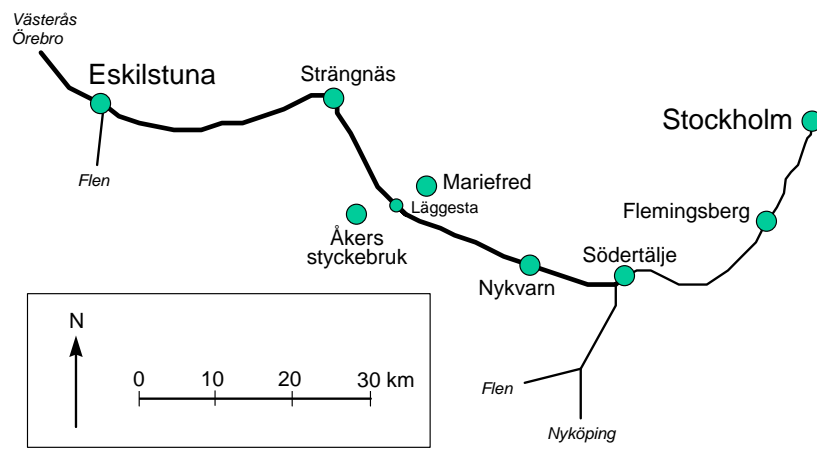 Västerås
Örebro
Eskilstuna
Strängnäs
Stockholm
Flen
Mariefred
Läggesta
Åkers
styckebruk
Flemingsberg
Södertälje
Nykvarn
N
0 10 20 30 km
Flen
Nyköping